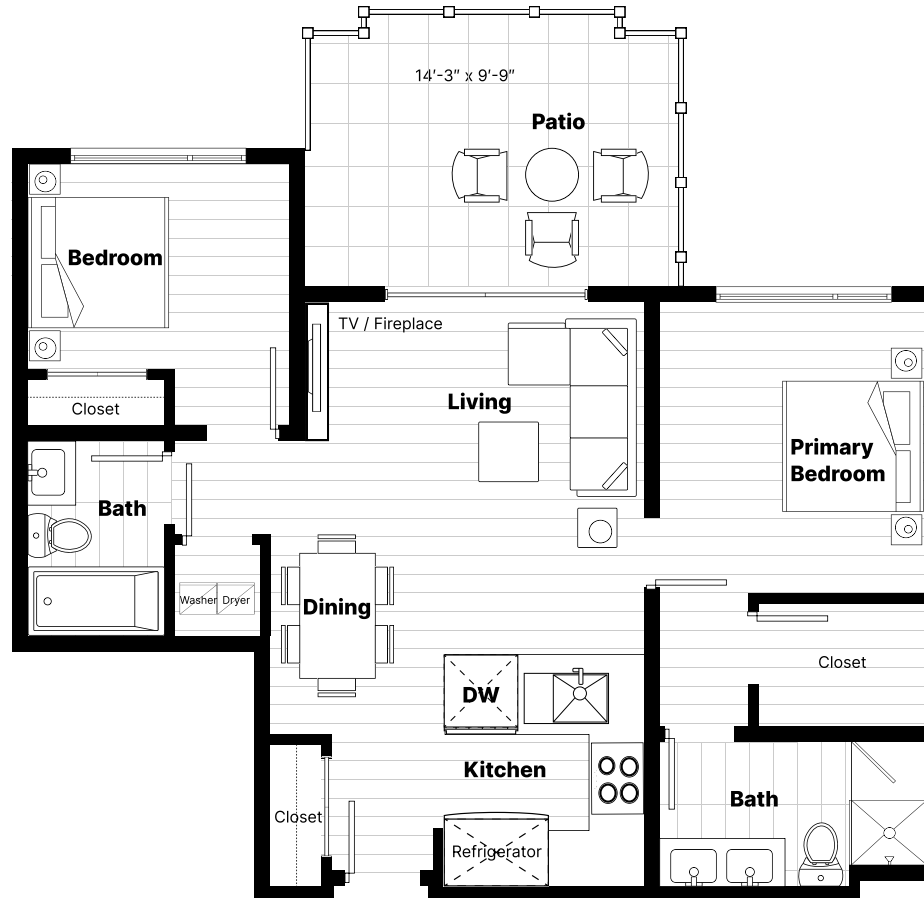 14′-3″ x 9′-9″
Patio
Bedroom
TV / Fireplace
Living
Closet
Primary
Bedroom
Bath
Washer
Dryer
Dining
Closet
DW
Kitchen
Bath
Closet
Refrigerator